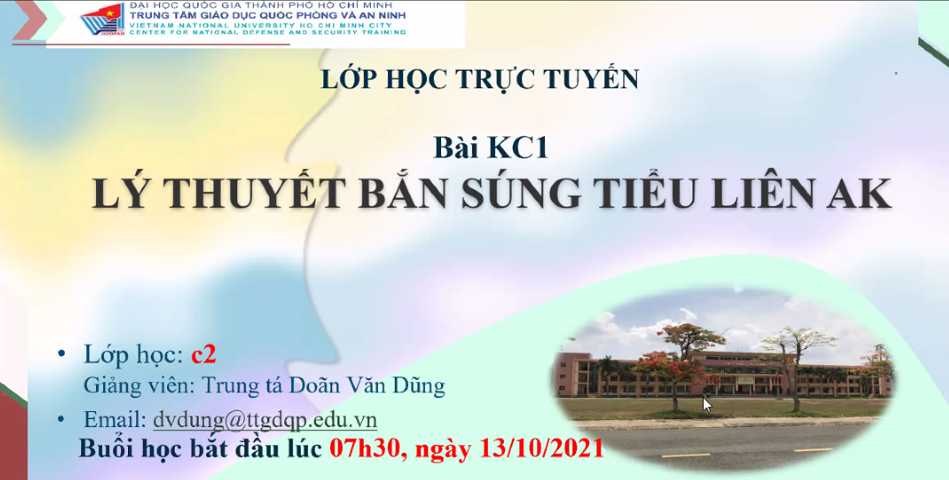 ĐẠI HỌC QUỐC GIA THÀNH PHỐ HỒ CHÍ MINH
TRUNG TÂM GIÁO DỤC QUỐC PHÒNG VÀ AN NINH
VIETNAM NATIONAL UNIVERSITY HO CHI MINH CITY
CENTER FOR NATIONAL DEFENSE AND SECURITY TRAINING
LỚP HỌC TRỰC TUYẾN
Bài KC1
LÝ THUYẾT BẮN SÚNG TIỂU LIÊN AK
• Lớp học: c2
Giảng viên: Trung tá Doãn Văn Dũng
• Email: dvdung@ttgdqp.edu.vn
Buổi học bắt đầu lúc 07h30, ngày 13/10/2021